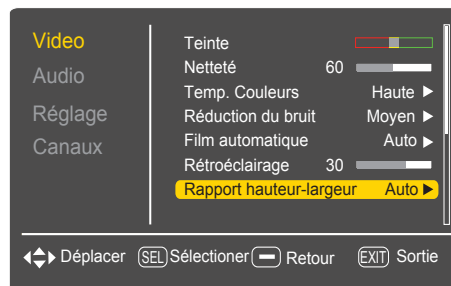 Video
Audio
Réglage
Canaux
Teinte
Netteté 60
Temp. Couleurs Haute
Réduction du bruit Moyen
Film automatique Auto
Rétroéclairage 30
Rapport hauteur-largeur Auto
Déplacer SEL Sélectioner Retour EXIT Sortie